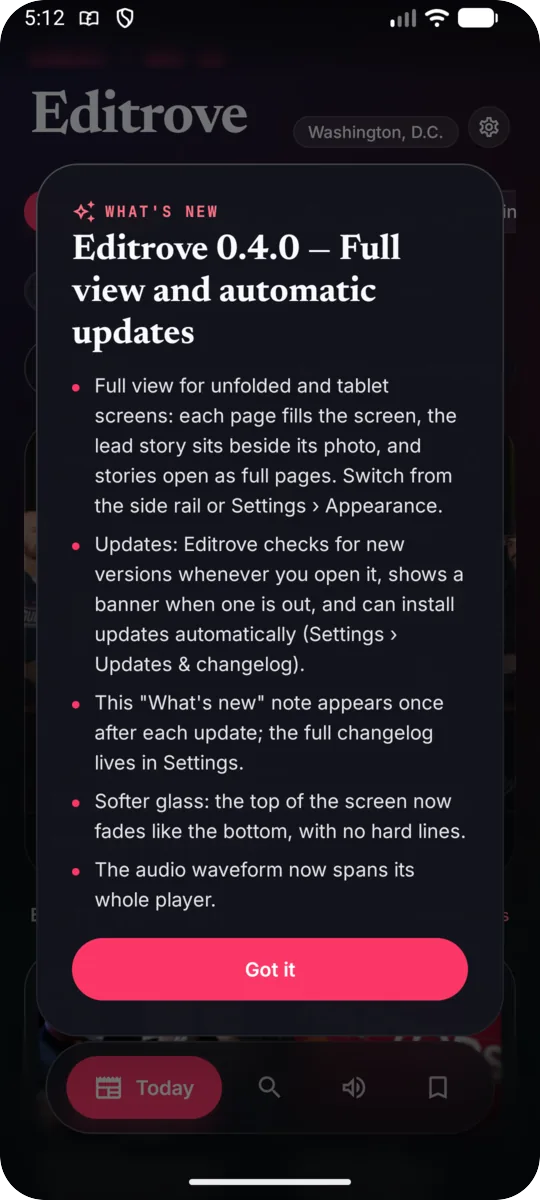 5:12
Editrove
Washington, D.C.
in
WHAT'S NEW
Editrove 0.4.0 – Full
view and automatic
updates
• Full view for unfolded and tablet
screens: each page fills the screen, the
lead story sits beside its photo, and
stories open as full pages. Switch from
the side rail or Settings › Appearance.
• Updates: Editrove checks for new
versions whenever you open it, shows a
banner when one is out, and can install
updates automatically (Settings ›
Updates & changelog).
• This "What's new" note appears once
after each update; the full changelog
lives in Settings.
• Softer glass: the top of the screen now
fades like the bottom, with no hard lines.
• The audio waveform now spans its
whole player.
Got it
Today